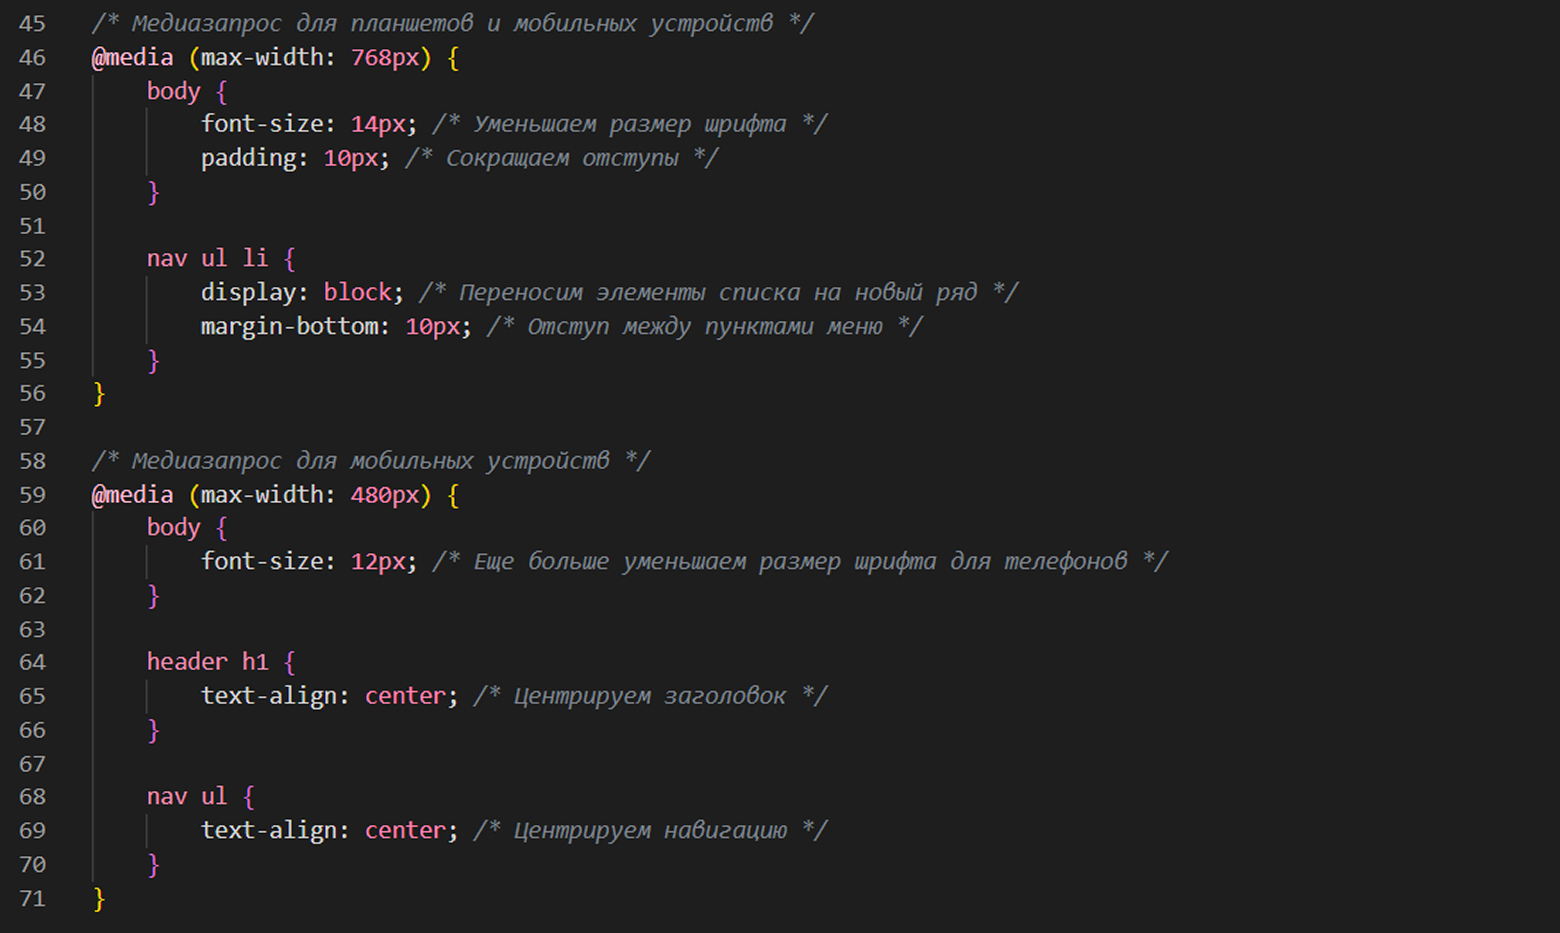 45 /* Медиазапрос для планшетов и мобильных устройств */
46 @media (max-width: 768px) {
47     body {
48         font-size: 14px; /* Уменьшаем размер шрифта */
49         padding: 10px; /* Сокращаем отступы */
50     }
51
52     nav ul li {
53         display: block; /* Переносим элементы списка на новый ряд */
54         margin-bottom: 10px; /* Отступ между пунктами меню */
55     }
56 }
57
58 /* Медиазапрос для мобильных устройств */
59 @media (max-width: 480px) {
60     body {
61         font-size: 12px; /* Еще больше уменьшаем размер шрифта для телефонов */
62     }
63
64     header h1 {
65         text-align: center; /* Центрируем заголовок */
66     }
67
68     nav ul {
69         text-align: center; /* Центрируем навигацию */
70     }
71 }